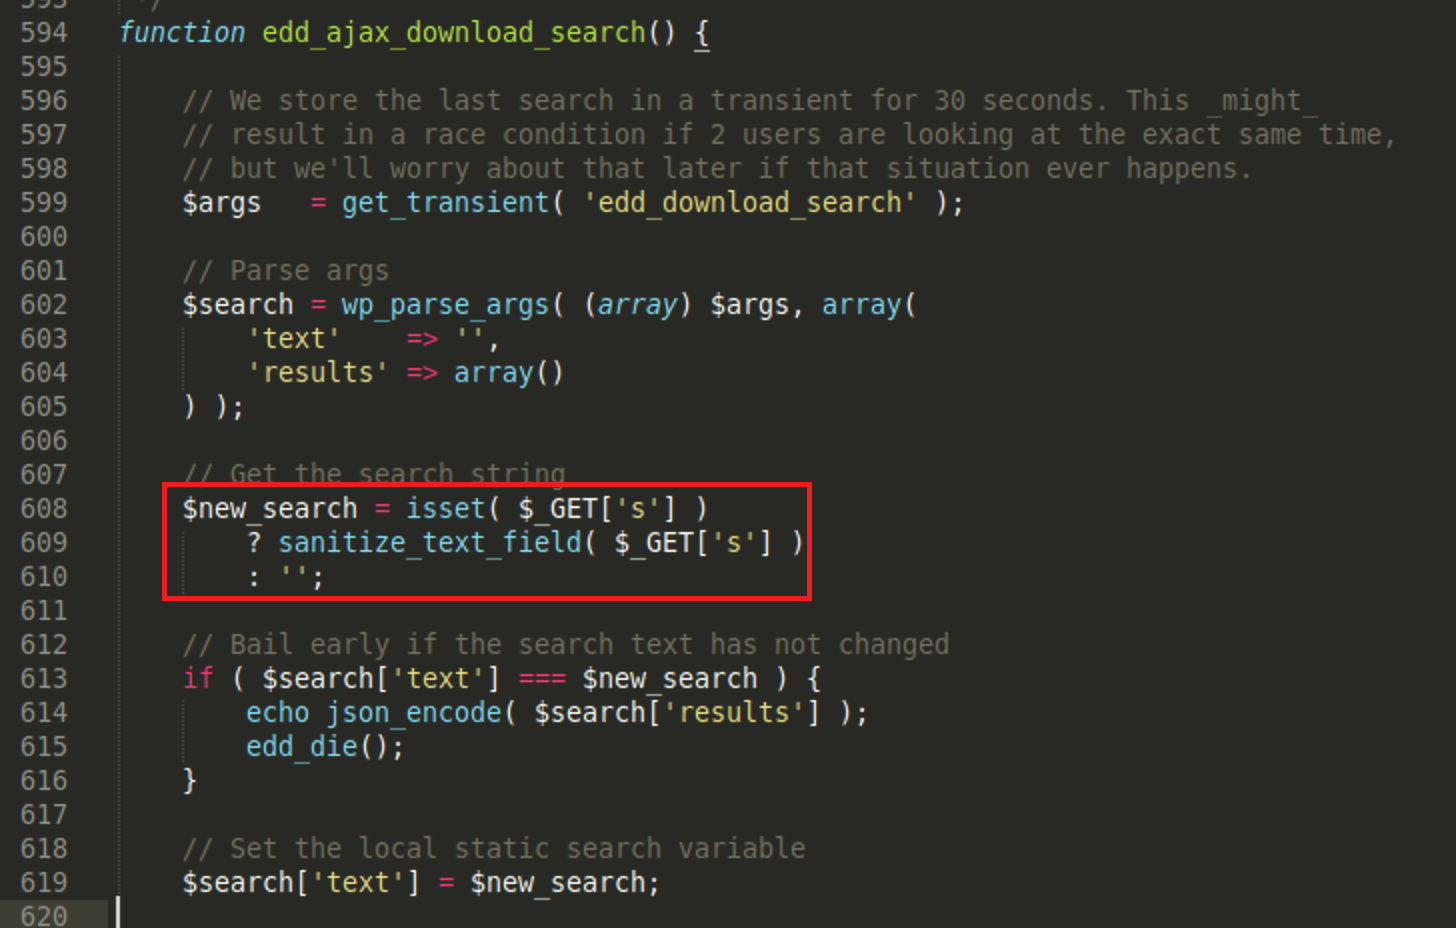 593 */
594 function edd_ajax_download_search() {
595
596 // We store the last search in a transient for 30 seconds. This _might_
597 // result in a race condition if 2 users are looking at the exact same time,
598 // but we'll worry about that later if that situation ever happens.
599 $args   = get_transient( 'edd_download_search' );
600
601 // Parse args
602 $search = wp_parse_args( (array) $args, array(
603 'text'    => '',
604 'results' => array()
605 ) );
606
607 // Get the search string
608 $new_search = isset( $_GET['s'] )
609 ? sanitize_text_field( $_GET['s'] )
610 : '';
611
612 // Bail early if the search text has not changed
613 if ( $search['text'] === $new_search ) {
614 echo json_encode( $search['results'] );
615 edd_die();
616 }
617
618 // Set the local static search variable
619 $search['text'] = $new_search;
620